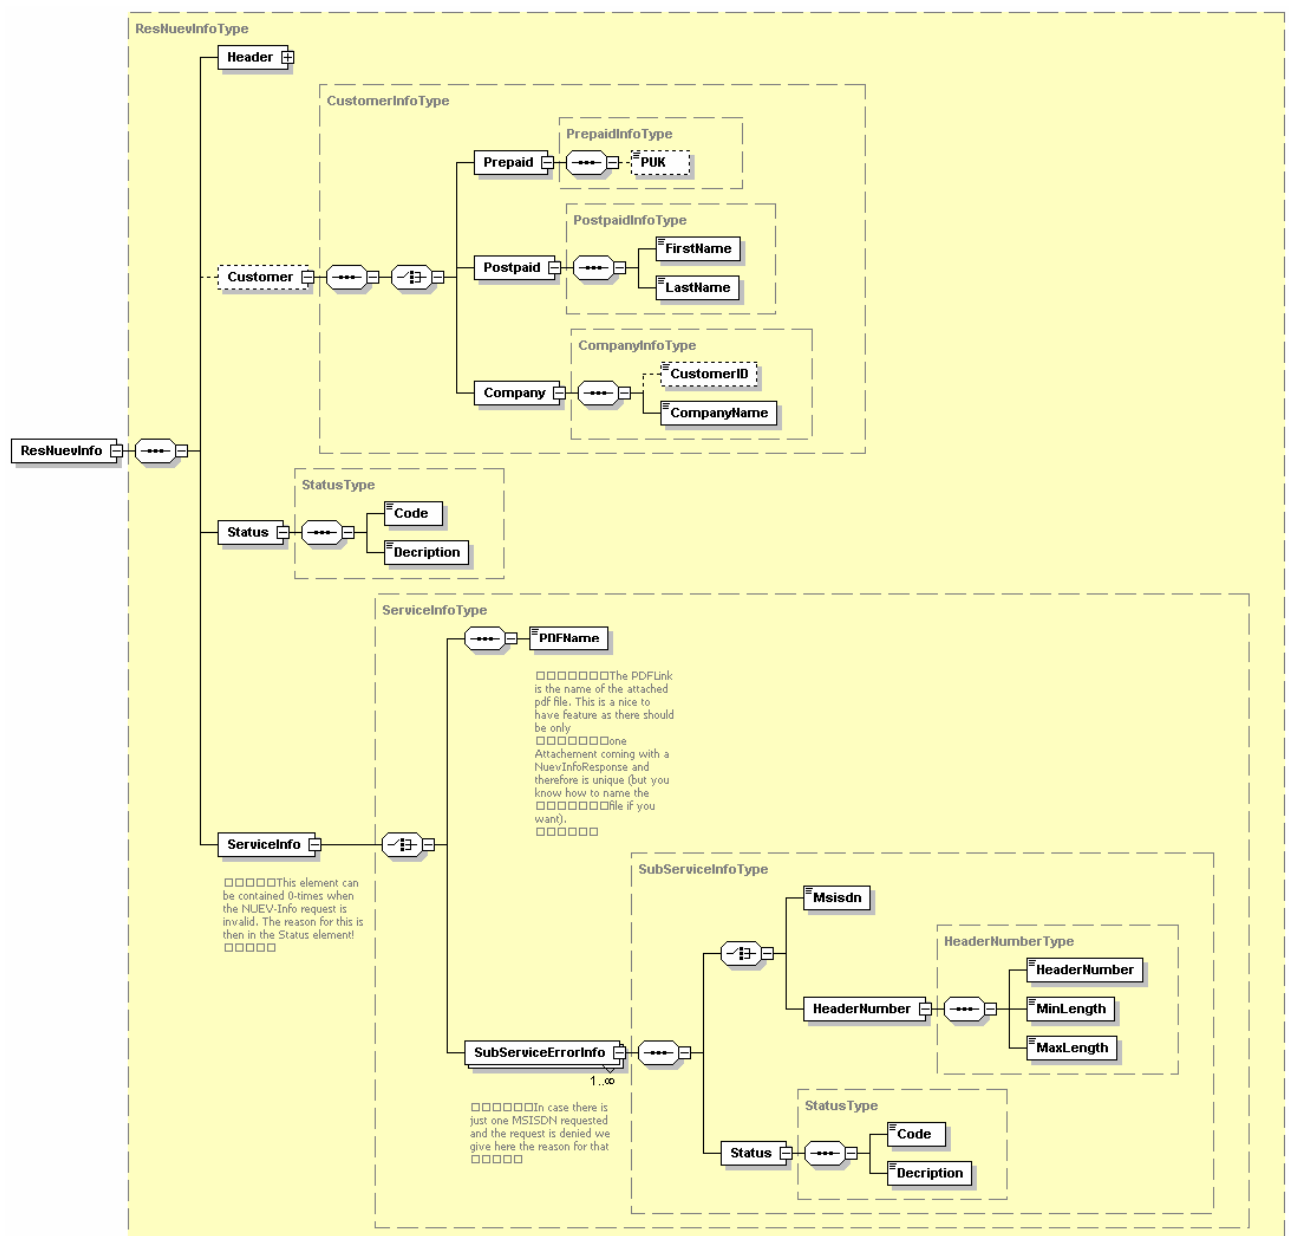 ResNuevInfoType
Header
CustomerInfoType
PrepaidInfoType
Prepaid
PUK
PostpaidInfoType
FirstName
Customer
Postpaid
LastName
CompanyInfoType
CustomerID
Company
CompanyName
ResNuevInfo
StatusType
Code
Status
Decription
ServiceInfoType
PDFName
□□□□□□□The PDFLink
is the name of the attached
pdf file. This is a nice to
have feature as there should
be only
□□□□□□□one
Attachement coming with a
NuevInfoResponse and
therefore is unique (but you
know how to name the
□□□□□□□file if you
want).
□□□□□□
ServiceInfo
□□□□□This element can
be contained 0-times when
the NUEV-Info request is
invalid. The reason for this is
then in the Status element!
□□□□□
SubServiceInfoType
Msisdn
HeaderNumberType
HeaderNumber
HeaderNumber
MinLength
MaxLength
SubServiceErrorInfo
1..∞
□□□□□□In case there is
just one MSISDN requested
and the request is denied we
give here the reason for that
□□□□□
StatusType
Code
Status
Decription